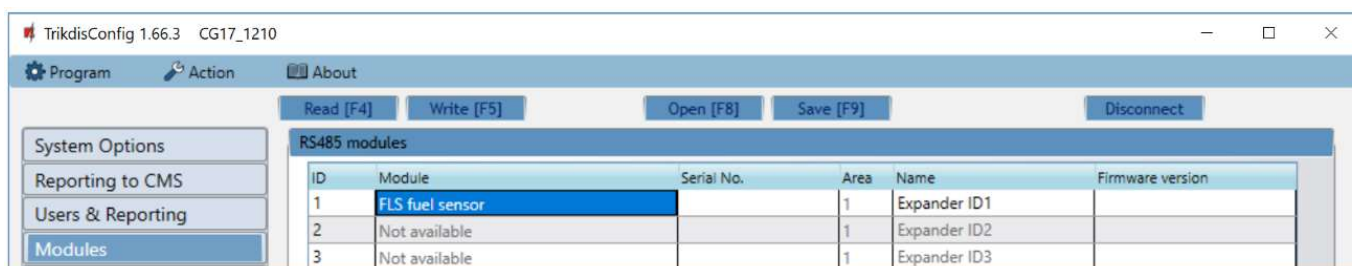 TrikdisConfig 1.66.3 CG17_1210
Program Action About
Read [F4] Write [F5] Open [F8] Save [F9] Disconnect
System Options
Reporting to CMS
Users & Reporting
Modules
RS485 modules
ID Module Serial No. Area Name Firmware version
1 FLS fuel sensor 1 Expander ID1
2 Not available 1 Expander ID2
3 Not available 1 Expander ID3